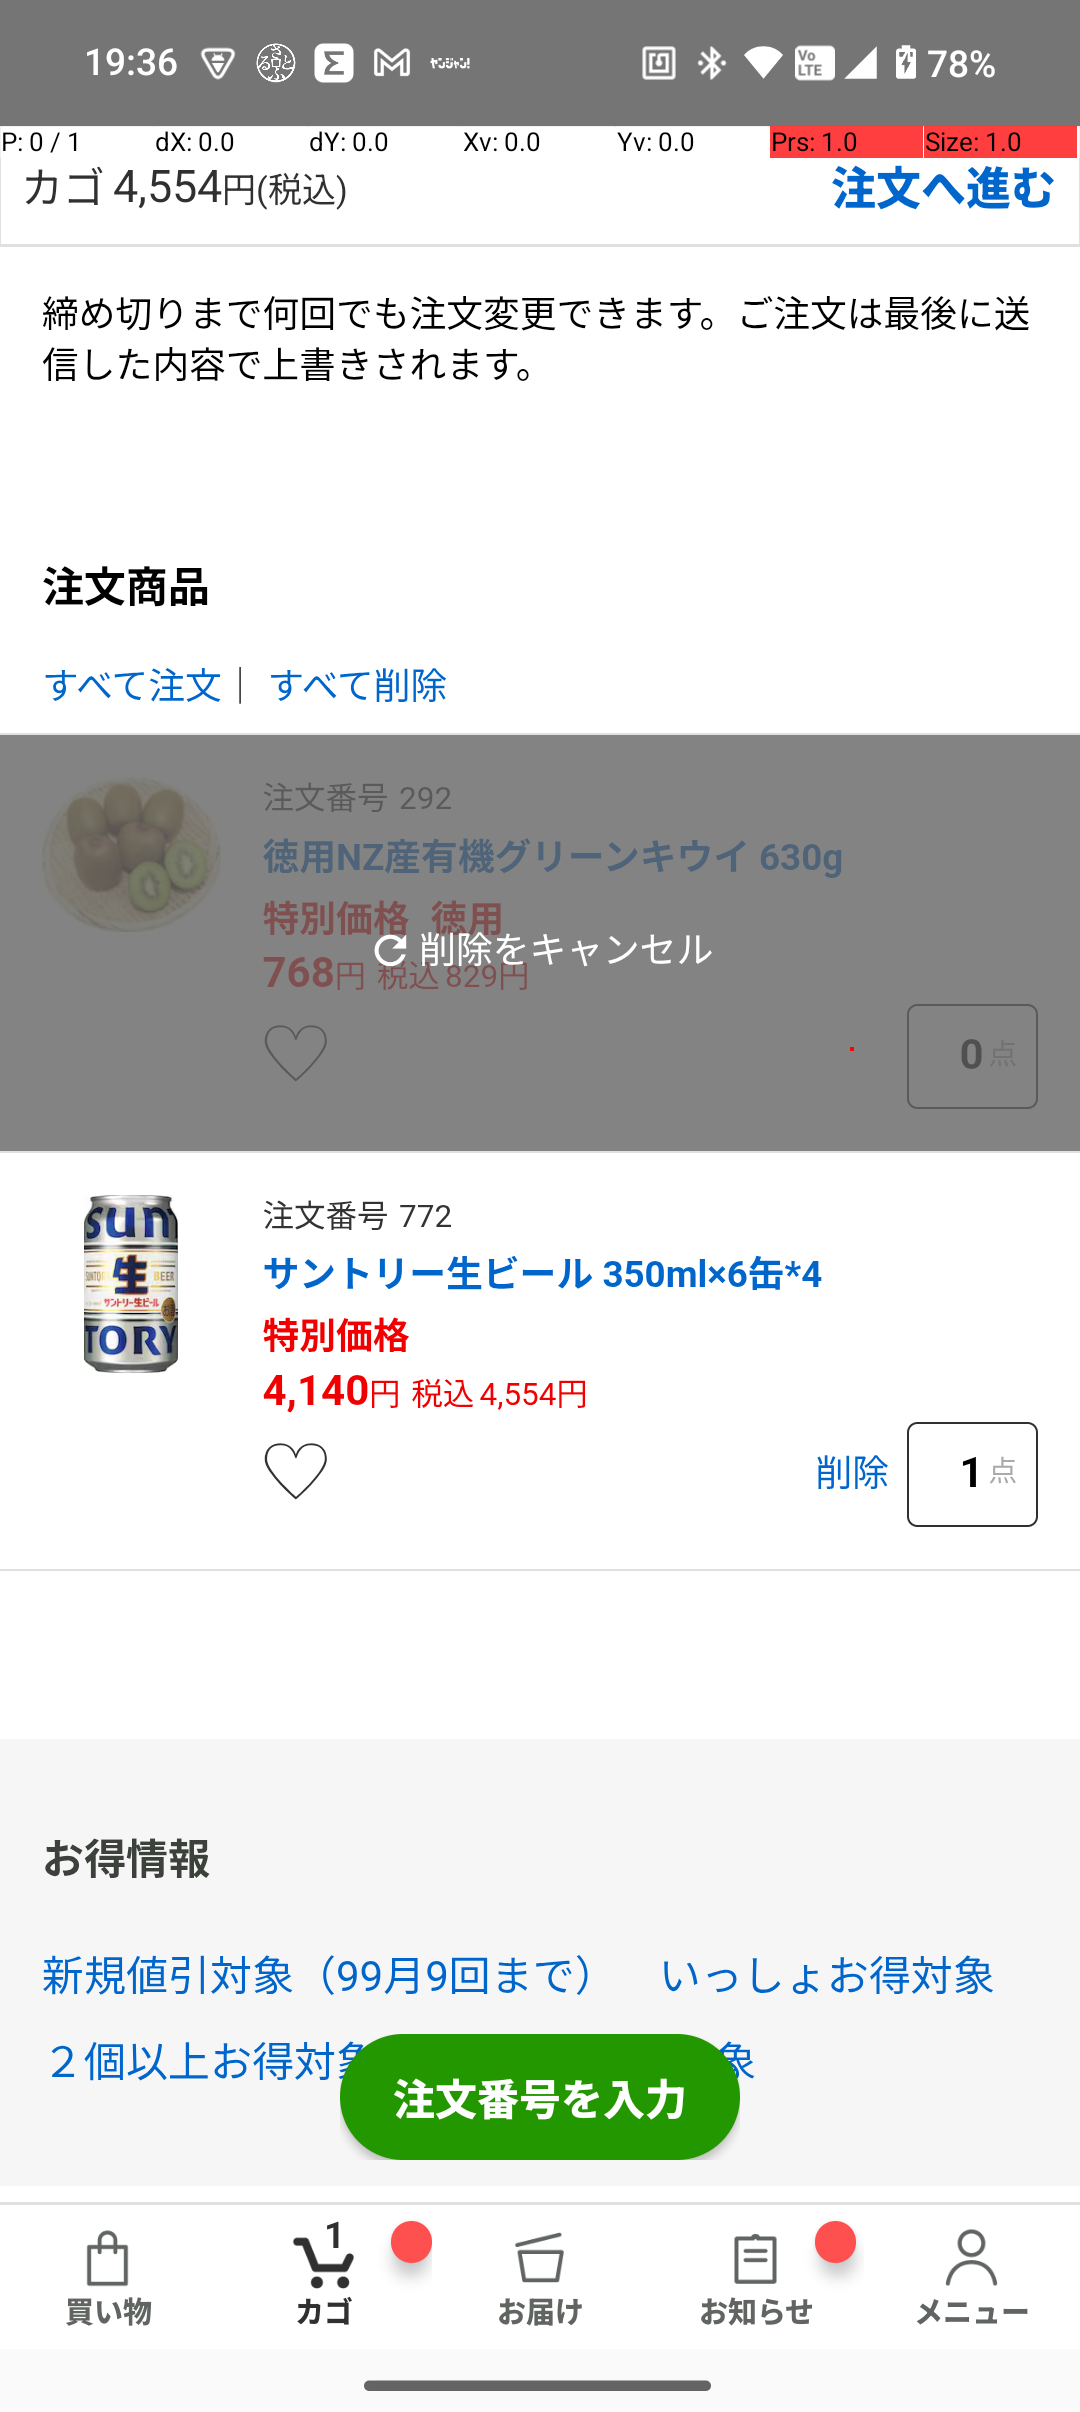 19:36
ヤンジャン!
Vo LTE
78%
P: 0 / 1 dX: 0.0 dY: 0.0 Xv: 0.0 Yv: 0.0 Prs: 1.0 Size: 1.0
カゴ 4,554円(税込) 注文へ進む
締め切りまで何回でも注文変更できます。ご注文は最後に送
信した内容で上書きされます。
注文商品
すべて注文 | すべて削除
注文番号 292
徳用NZ産有機グリーンキウイ 630g
特別価格 徳用
削除をキャンセル
768円 税込 829円
0点
注文番号 772
サントリー生ビール 350ml×6缶*4
特別価格
4,140円 税込 4,554円
削除 1点
お得情報
新規値引対象（99月9回まで） いっしょお得対象
２個以上お得対象 象
注文番号を入力
1
買い物 カゴ お届け お知らせ メニュー